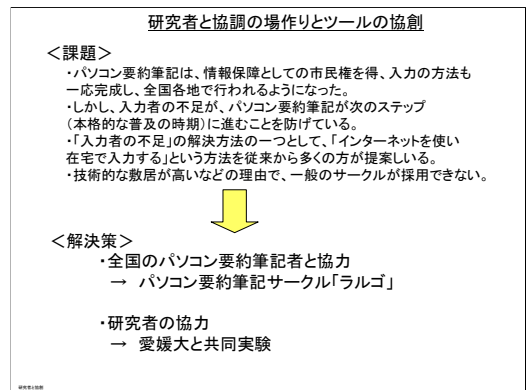 研究者と協調の場作りとツールの協創
＜課題＞
・パソコン要約筆記は、情報保障としての市民権を得、入力の方法も
一応完成し、全国各地で行われるようになった。
・しかし、入力者の不足が、パソコン要約筆記が次のステップ
（本格的な普及の時期）に進むことを防げている。
・「入力者の不足」の解決方法の一つとして、「インターネットを使い
在宅で入力する」という方法を従来から多くの方が提案しいる。
・技術的な敷居が高いなどの理由で、一般のサークルが採用できない。
＜解決策＞
・全国のパソコン要約筆記者と協力
→ パソコン要約筆記サークル「ラルゴ」
・研究者の協力
→ 愛媛大と共同実験